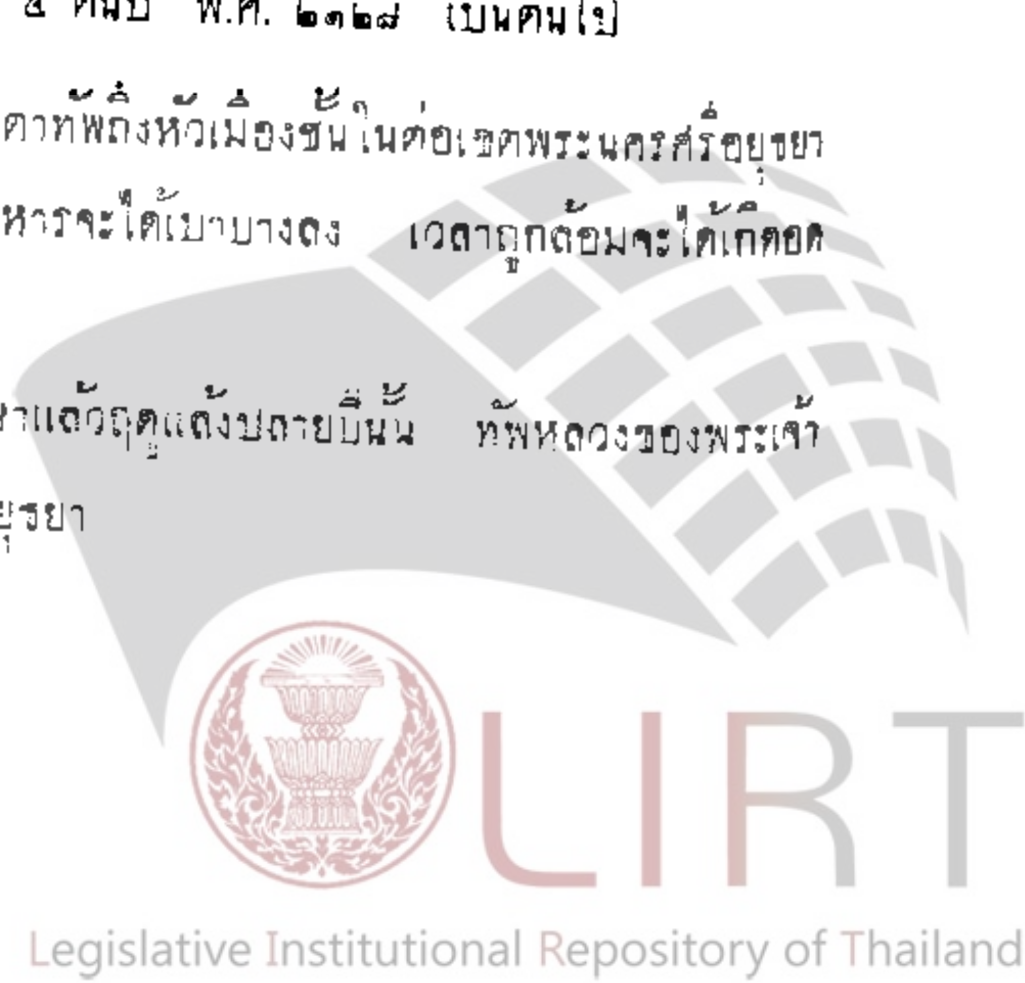 ๕ ต้นปี พ.ศ. ๒๑๒๘ เป็นต้นไป
ลาทัพถึงหัวเมืองชั้นในต่อเขตพระนครศรีอยุธยา
หารจะได้เบาบางลง เวลาถูกล้อมจะได้เกิดอด
าแล้วฤดูแล้งปลายปีนั้น ทัพหลวงของพระเจ้า
ยุธยา
LIRT
Legislative Institutional Repository of Thailand